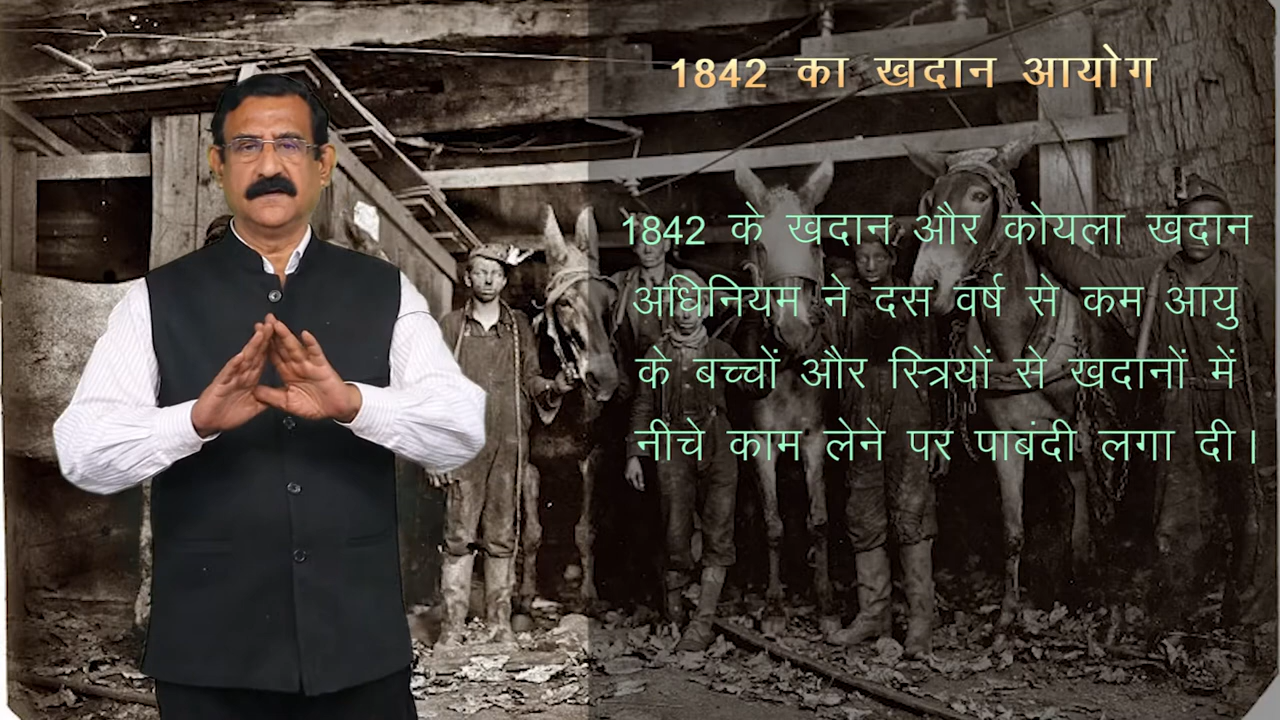 1842 का खदान आयोग
1842 के खदान और कोयला खदान
अधिनियम ने दस वर्ष से कम आयु
के बच्चों और स्त्रियों से खदानों में
नीचे काम लेने पर पाबंदी लगा दी।